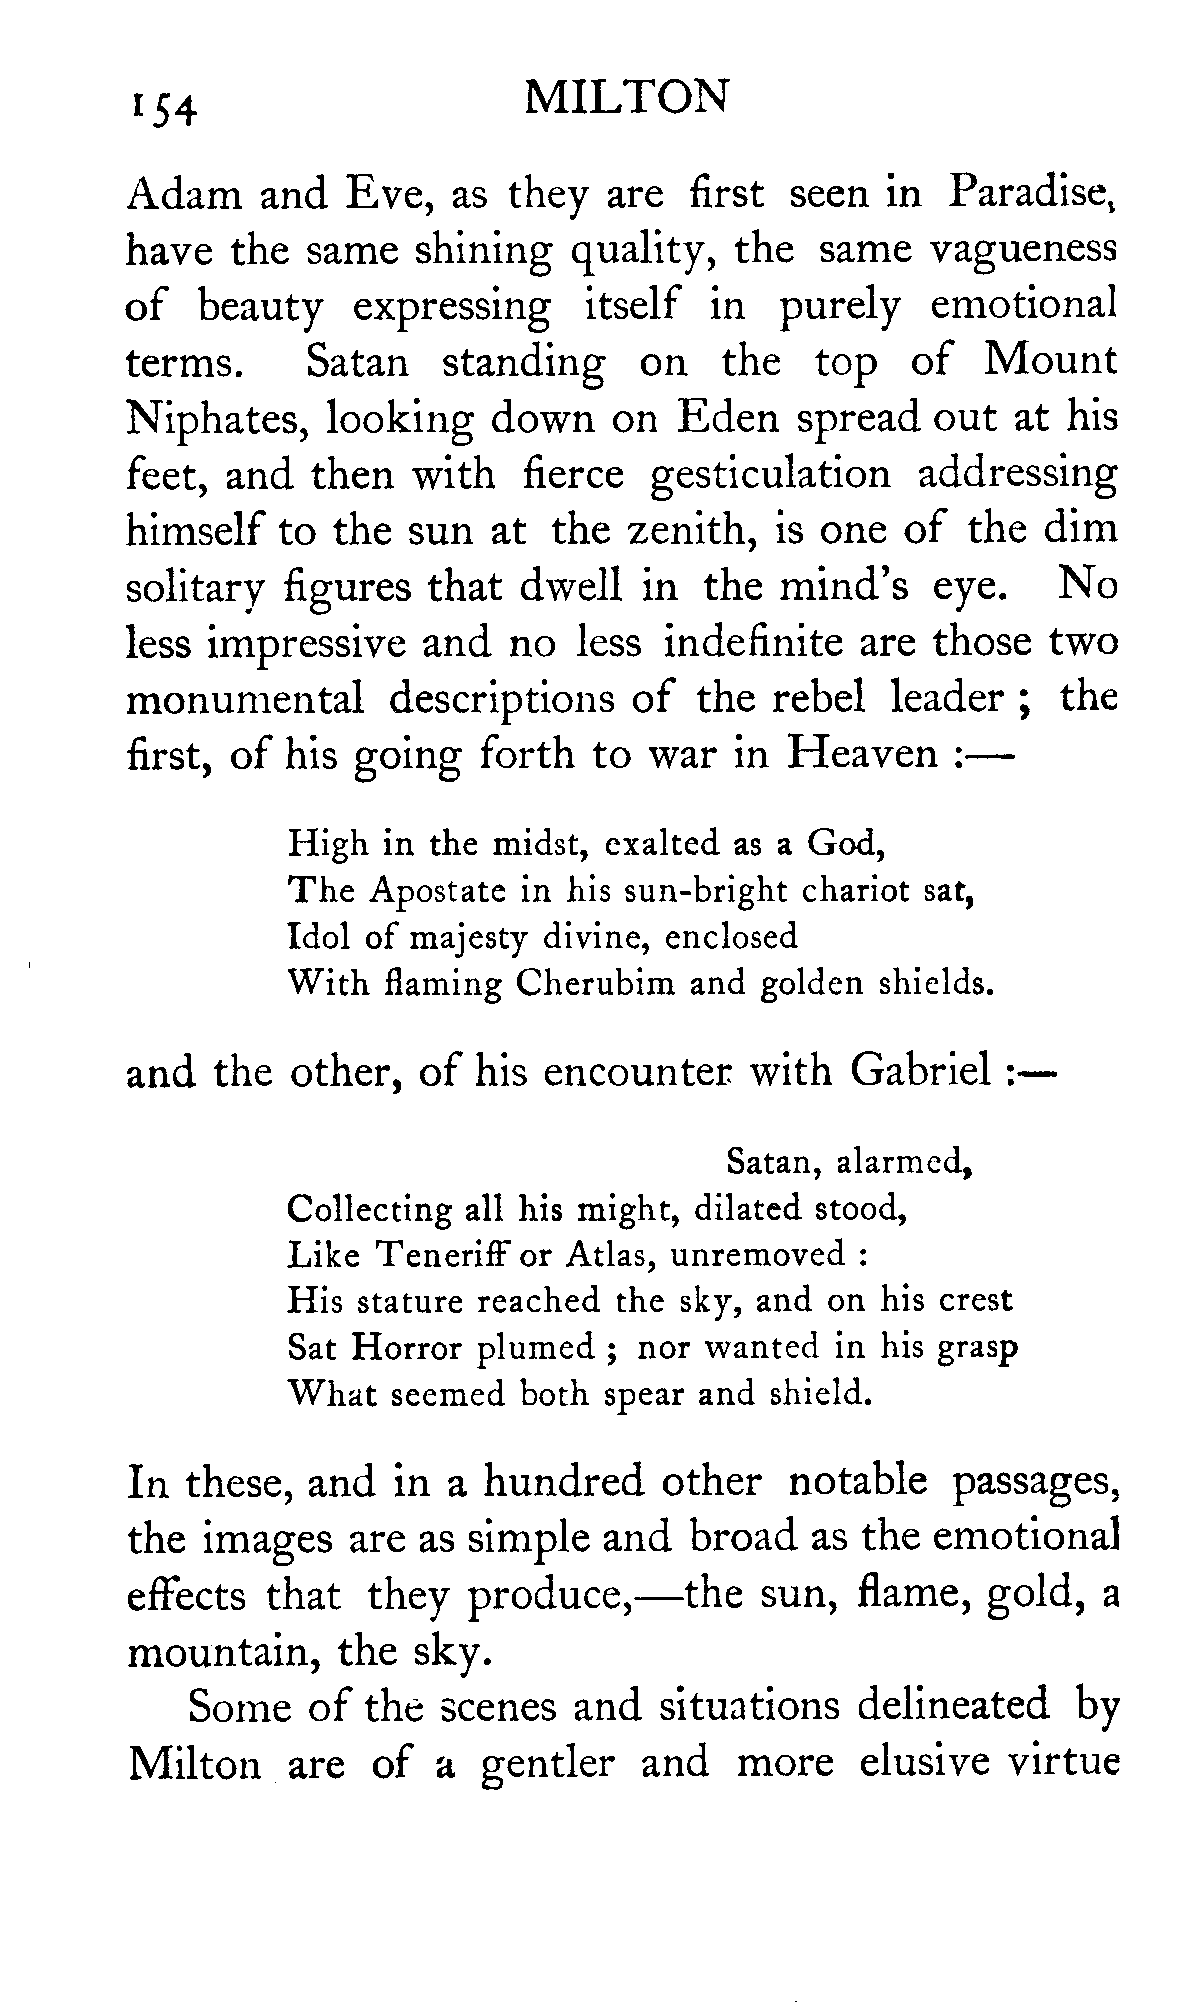 154
MILTON
Adam and Eve, as they are first seen in Paradise,
have the same shining quality, the same vagueness
of beauty expressing itself in purely emotional
terms. Satan standing on the top of Mount
Niphates, looking down on Eden spread out at his
feet, and then with fierce gesticulation addressing
himself to the sun at the zenith, is one of the dim
solitary figures that dwell in the mind's eye. No
less impressive and no less indefinite are those two
monumental descriptions of the rebel leader ; the
first, of his going forth to war in Heaven :—
High in the midst, exalted as a God,
The Apostate in his sun-bright chariot sat,
Idol of majesty divine, enclosed
With flaming Cherubim and golden shields.
and the other, of his encounter with Gabriel :—
Satan, alarmed,
Collecting all his might, dilated stood,
Like Teneriff or Atlas, unremoved :
His stature reached the sky, and on his crest
Sat Horror plumed ; nor wanted in his grasp
What seemed both spear and shield.
In these, and in a hundred other notable passages,
the images are as simple and broad as the emotional
effects that they produce,—the sun, flame, gold, a
mountain, the sky.
Some of the scenes and situations delineated by
Milton are of a gentler and more elusive virtue